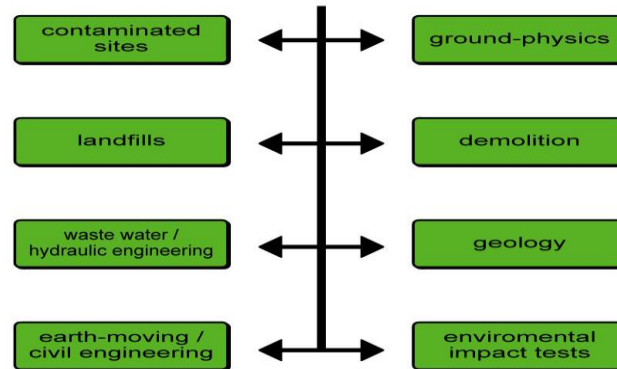 contaminated
sites
ground-physics
landfills
demolition
waste water /
hydraulic engineering
geology
earth-moving /
civil engineering
enviromental
impact tests